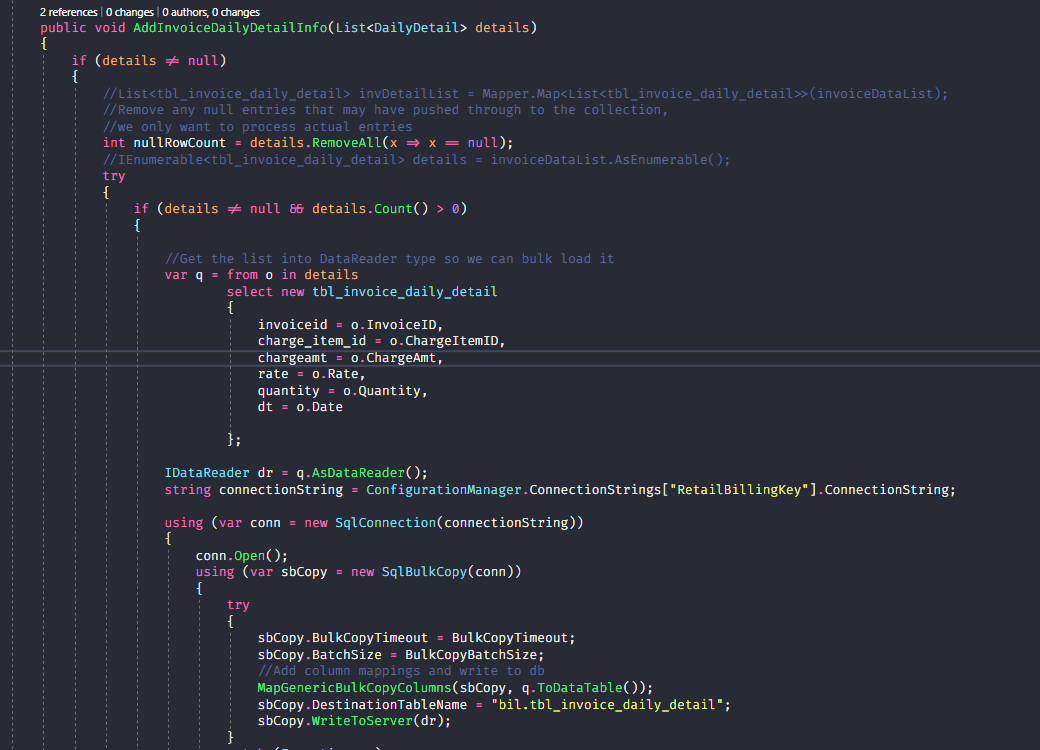 2 references | 0 changes | 0 authors, 0 changes
public void AddInvoiceDailyDetailInfo(List<DailyDetail> details)
{
if (details ≠ null)
{
//List<tbl_invoice_daily_detail> invDetailList = Mapper.Map<List<tbl_invoice_daily_detail>>(invoiceDataList);
//Remove any null entries that may have pushed through to the collection,
//we only want to process actual entries
int nullRowCount = details.RemoveAll(x ⇒ x == null);
//IEnumerable<tbl_invoice_daily_detail> details = invoiceDataList.AsEnumerable();
try
{
if (details ≠ null && details.Count() > 0)
{
//Get the list into DataReader type so we can bulk load it
var q = from o in details
select new tbl_invoice_daily_detail
{
invoiceid = o.InvoiceID,
charge_item_id = o.ChargeItemID,
chargeamt = o.ChargeAmt,
rate = o.Rate,
quantity = o.Quantity,
dt = o.Date
};
IDataReader dr = q.AsDataReader();
string connectionString = ConfigurationManager.ConnectionStrings["RetailBillingKey"].ConnectionString;
using (var conn = new SqlConnection(connectionString))
{
conn.Open();
using (var sbCopy = new SqlBulkCopy(conn))
{
try
{
sbCopy.BulkCopyTimeout = BulkCopyTimeout;
sbCopy.BatchSize = BulkCopyBatchSize;
//Add column mappings and write to db
MapGenericBulkCopyColumns(sbCopy, q.ToDataTable());
sbCopy.DestinationTableName = "bil.tbl_invoice_daily_detail";
sbCopy.WriteToServer(dr);
}